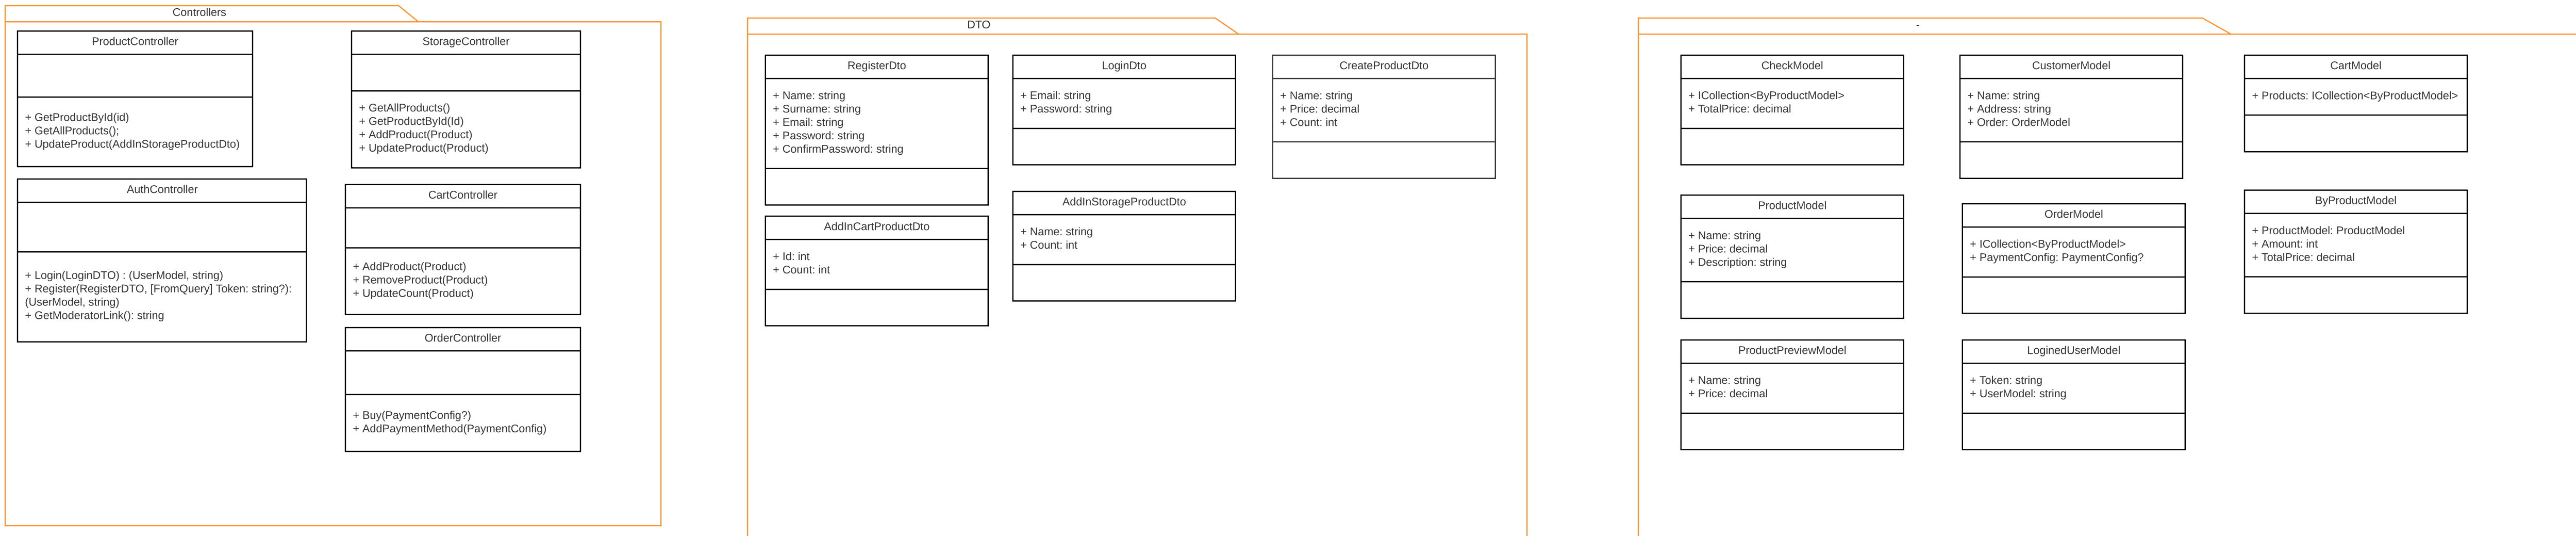 Controllers
ProductController
+ GetProductById(id)
+ GetAllProducts();
+ UpdateProduct(AddInStorageProductDto)
StorageController
+ GetAllProducts()
+ GetProductById(Id)
+ AddProduct(Product)
+ UpdateProduct(Product)
AuthController
+ Login(LoginDTO) : (UserModel, string)
+ Register(RegisterDTO, [FromQuery] Token: string?):
(UserModel, string)
+ GetModeratorLink(): string
CartController
+ AddProduct(Product)
+ RemoveProduct(Product)
+ UpdateCount(Product)
OrderController
+ Buy(PaymentConfig?)
+ AddPaymentMethod(PaymentConfig)
DTO
RegisterDto
+ Name: string
+ Surname: string
+ Email: string
+ Password: string
+ ConfirmPassword: string
LoginDto
+ Email: string
+ Password: string
CreateProductDto
+ Name: string
+ Price: decimal
+ Count: int
AddInCartProductDto
+ Id: int
+ Count: int
AddInStorageProductDto
+ Name: string
+ Count: int
-
CheckModel
+ ICollection<ByProductModel>
+ TotalPrice: decimal
CustomerModel
+ Name: string
+ Address: string
+ Order: OrderModel
CartModel
+ Products: ICollection<ByProductModel>
ProductModel
+ Name: string
+ Price: decimal
+ Description: string
OrderModel
+ ICollection<ByProductModel>
+ PaymentConfig: PaymentConfig?
ByProductModel
+ ProductModel: ProductModel
+ Amount: int
+ TotalPrice: decimal
ProductPreviewModel
+ Name: string
+ Price: decimal
LoginedUserModel
+ Token: string
+ UserModel: string